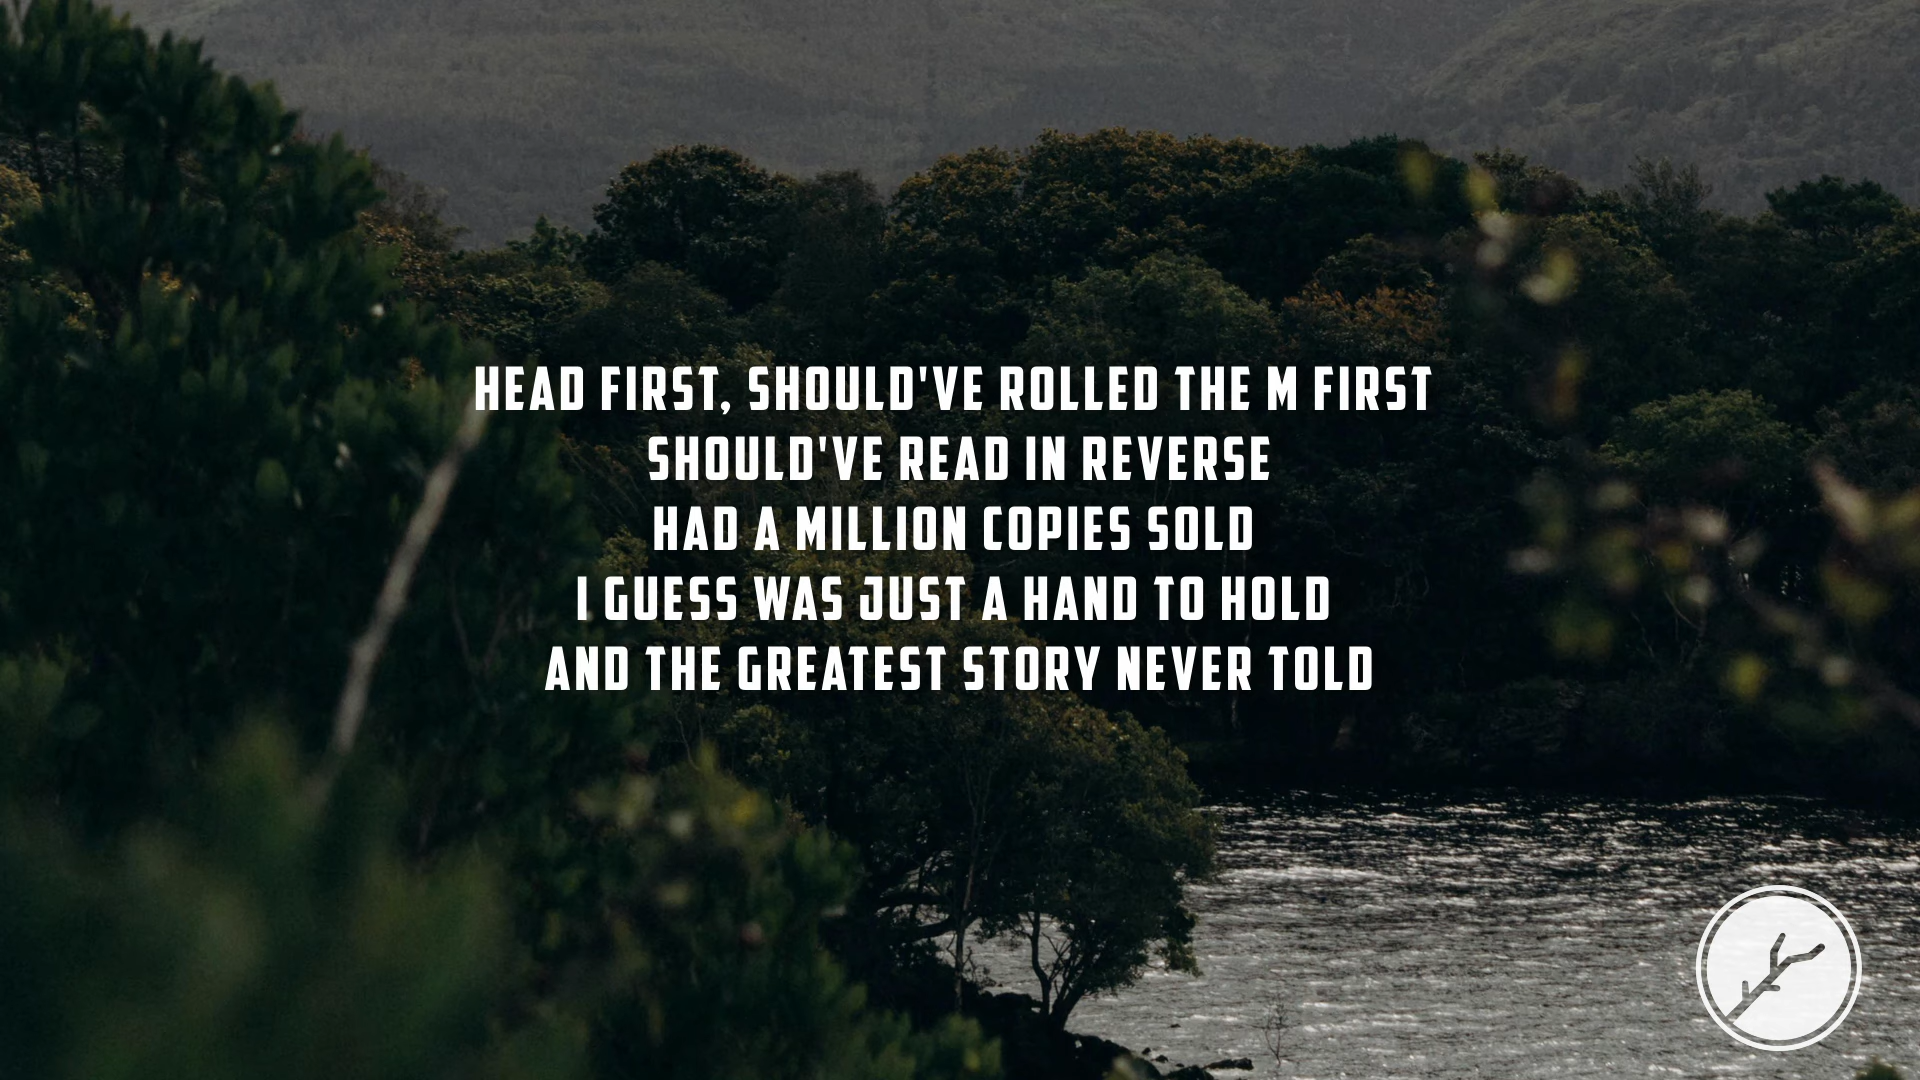 HEAD FIRST, SHOULD'VE ROLLED THE M FIRST
SHOULD'VE READ IN REVERSE
HAD A MILLION COPIES SOLD
I GUESS WAS JUST A HAND TO HOLD
AND THE GREATEST STORY NEVER TOLD